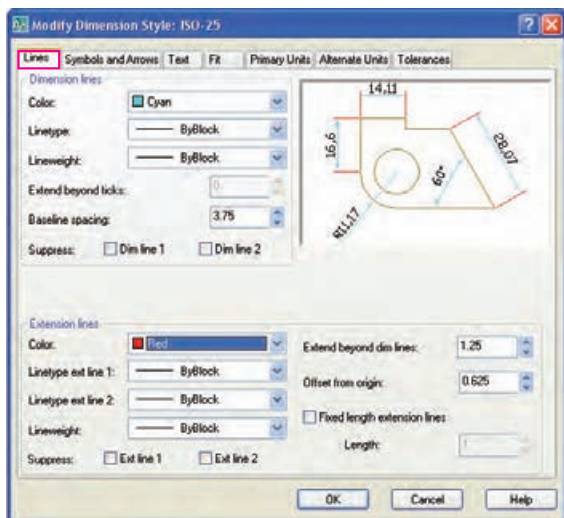 Modify Dimension Style: ISO-25
Lines Symbols and Arrows Text Fit Primary Units Alternate Units Tolerances
Dimension lines
Color: Cyan
Linetype: ByBlock
Lineweight: ByBlock
Extend beyond ticks: 0
Baseline spacing: 3.75
Suppress: Dim line 1 Dim line 2
14,11
16,6
28,07
60°
R11,17
Extension lines
Color: Red
Linetype ext line 1: ByBlock
Linetype ext line 2: ByBlock
Lineweight: ByBlock
Suppress: Ext line 1 Ext line 2
Extend beyond dim lines: 1.25
Offset from origin: 0.625
Fixed length extension lines
Length: 1
OK Cancel Help